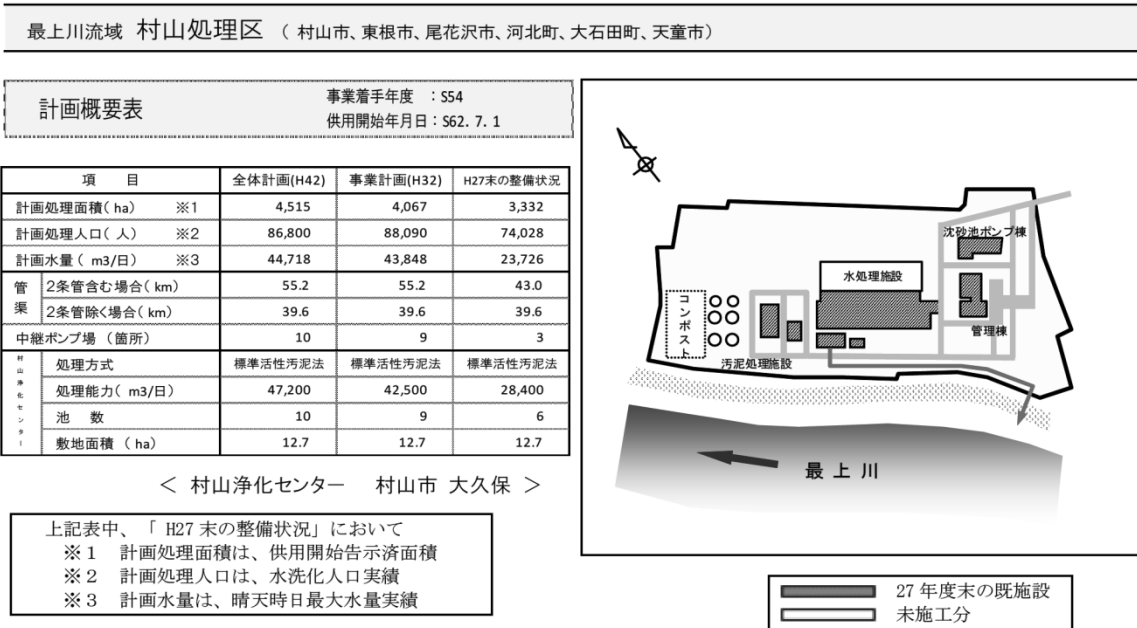 最上川流域 村山処理区 （ 村山市、東根市、尾花沢市、河北町、大石田町、天童市）
計画概要表
事業着手年度 ：S54
供用開始年月日：S62. 7. 1
項 目 全体計画(H42) 事業計画(H32) H27末の整備状況
計画処理面積( ha) ※1 4,515 4,067 3,332
計画処理人口( 人) ※2 86,800 88,090 74,028
計画水量 ( m3/日) ※3 44,718 43,848 23,726
管渠 2条管含む場合( km) 55.2 55.2 43.0
2条管除く場合( km) 39.6 39.6 39.6
中継ポンプ場 （箇所） 10 9 3
村山浄化センター 処理方式 標準活性汚泥法 標準活性汚泥法 標準活性汚泥法
処理能力( m3/日) 47,200 42,500 28,400
池 数 10 9 6
敷地面積 （ ha) 12.7 12.7 12.7
＜ 村山浄化センター 村山市 大久保 ＞
上記表中、「 H27 末の整備状況」において
※１ 計画処理面積は、供用開始告示済面積
※２ 計画処理人口は、水洗化人口実績
※３ 計画水量は、晴天時日最大水量実績
沈砂池ポンプ棟
水処理施設
コンポスト
管理棟
汚泥処理施設
最 上 川
27 年度末の既施設
未施工分